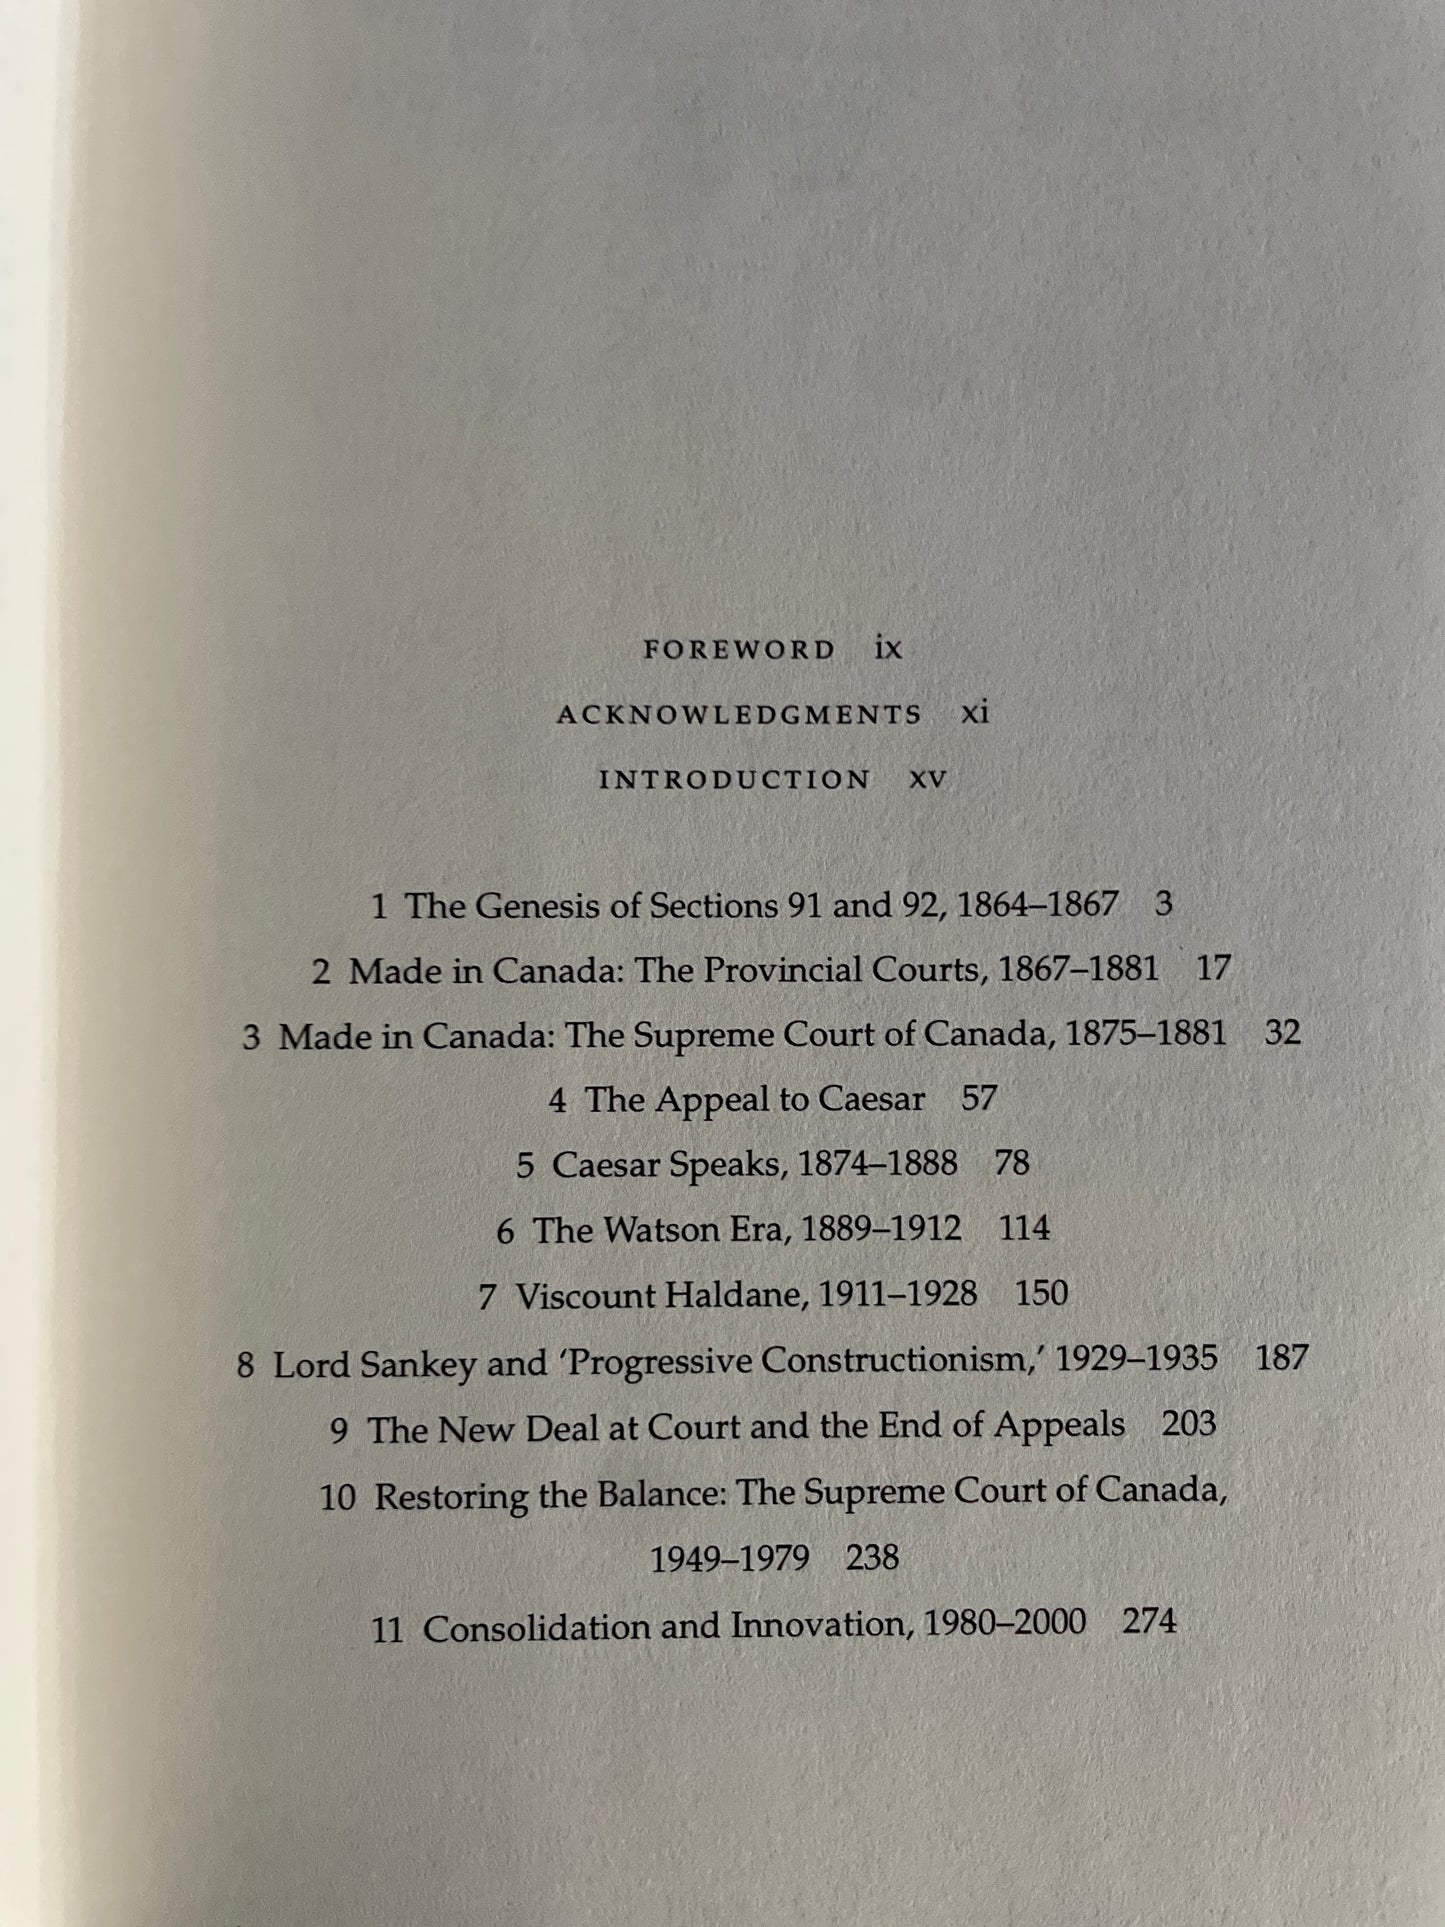 FOREWORD ix
ACKNOWLEDGMENTS xi
INTRODUCTION xv
1 The Genesis of Sections 91 and 92, 1864–1867 3
2 Made in Canada: The Provincial Courts, 1867–1881 17
3 Made in Canada: The Supreme Court of Canada, 1875–1881 32
4 The Appeal to Caesar 57
5 Caesar Speaks, 1874–1888 78
6 The Watson Era, 1889–1912 114
7 Viscount Haldane, 1911–1928 150
8 Lord Sankey and ‘Progressive Constructionism,’ 1929–1935 187
9 The New Deal at Court and the End of Appeals 203
10 Restoring the Balance: The Supreme Court of Canada,
1949–1979 238
11 Consolidation and Innovation, 1980–2000 274